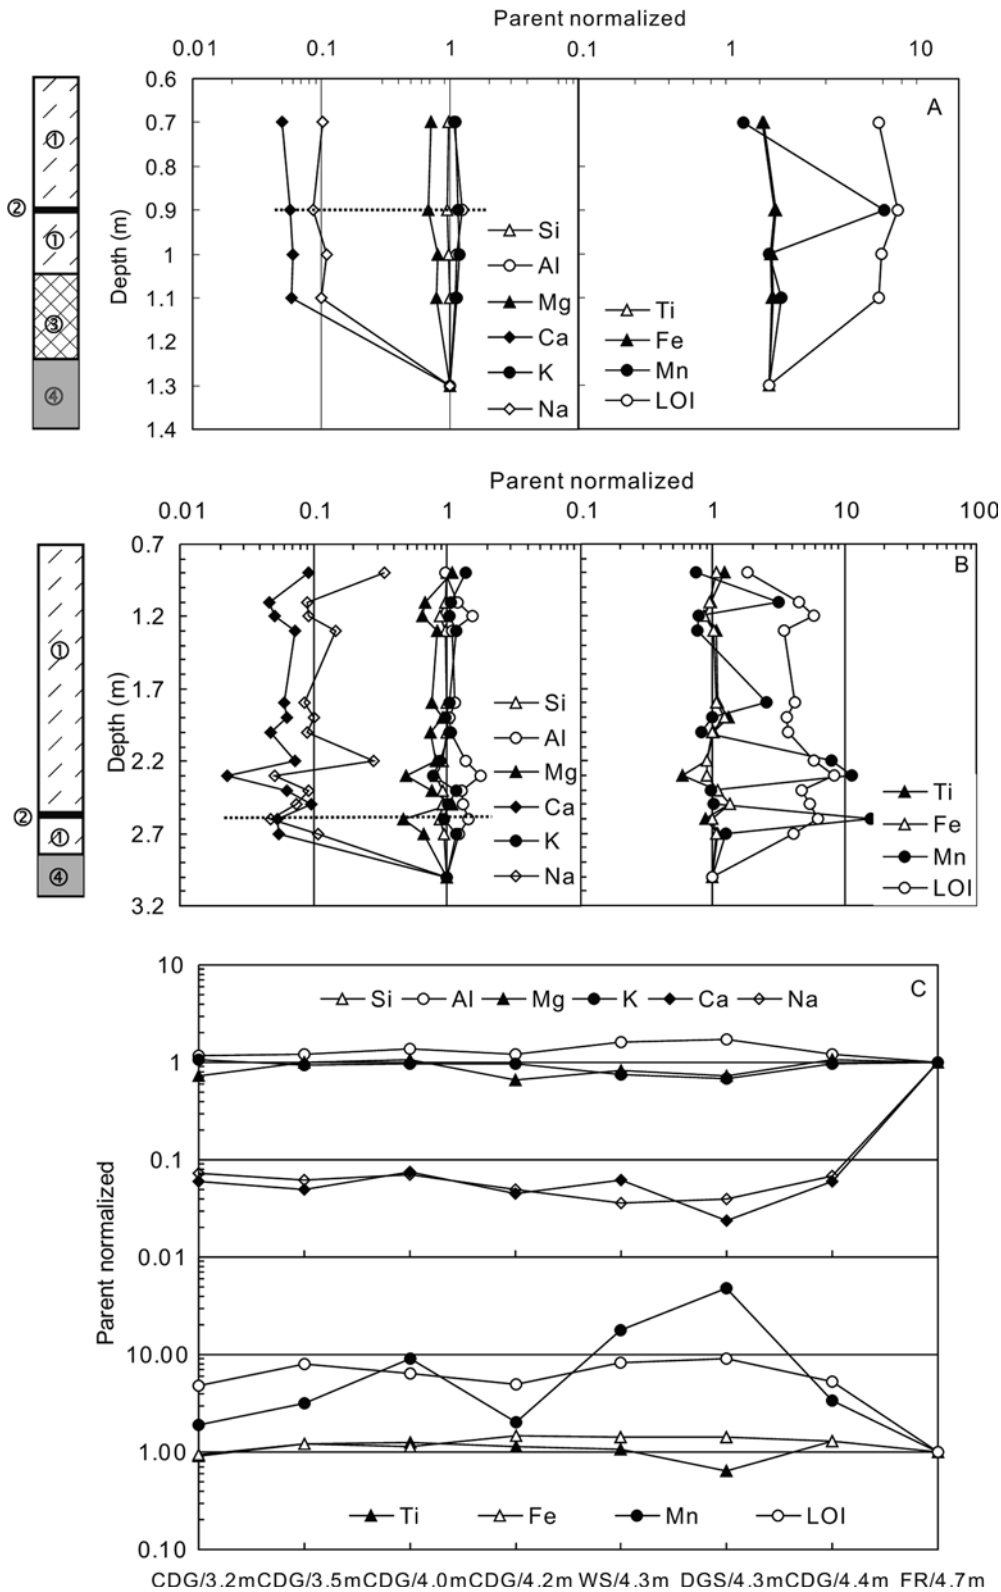 Parent normalized
0.01 0.1 1 0.1 1 10
0.6
A
①
0.7
0.8
②
0.9
①
Depth (m)
1
Si
Al
1.1
Mg
Ti
③
1.2
Ca
Fe
K
Mn
1.3
Na
LOI
④
1.4
Parent normalized
0.01 0.1 1 0.1 1 10 100
0.7
B
1.2
①
Depth (m)
1.7
Si
Al
2.2
Mg
Ti
Ca
Fe
②
K
Mn
①
2.7
Na
LOI
④
3.2
10
Si Al Mg K Ca Na
C
1
0.1
0.01
Parent normalized
10.00
1.00
Ti Fe Mn LOI
0.10
CDG/3.2m CDG/3.5m CDG/4.0m CDG/4.2m WS/4.3m DGS/4.3m CDG/4.4m FR/4.7m